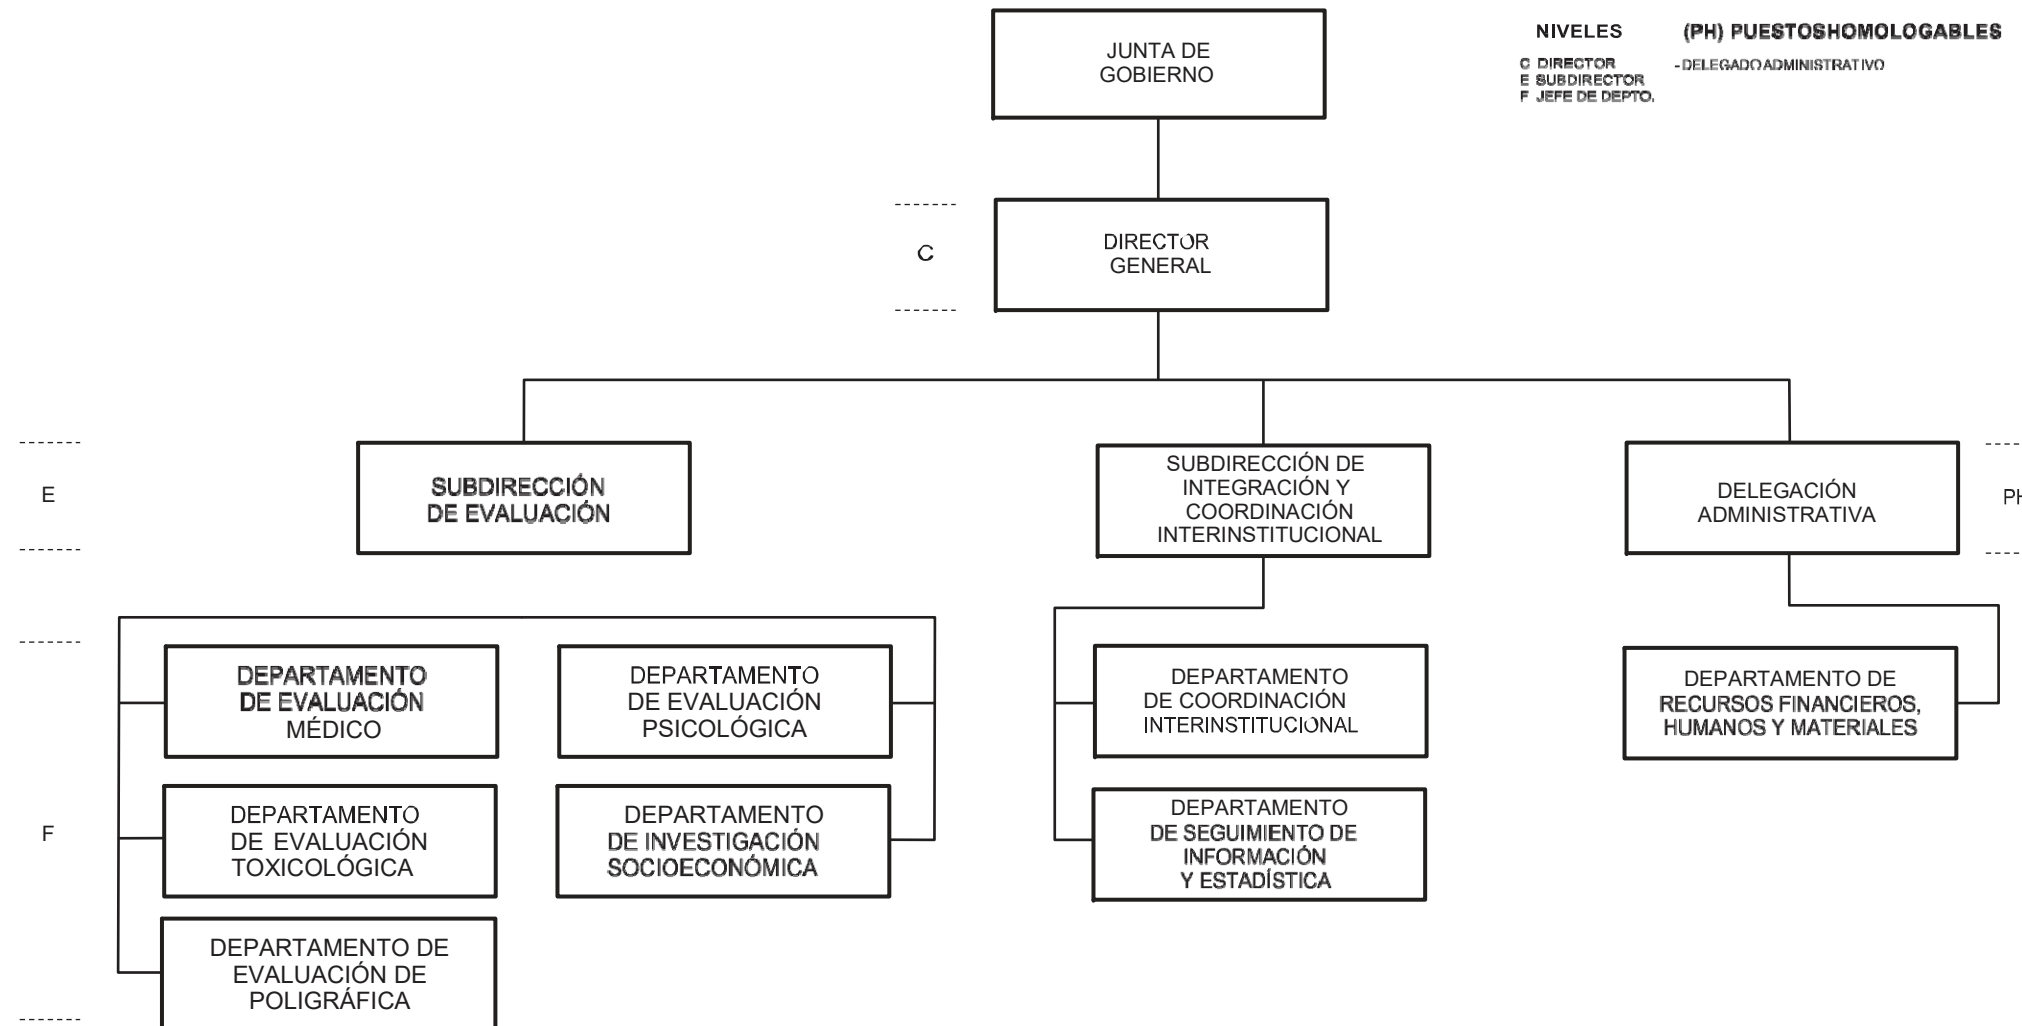 JUNTA DE
GOBIERNO
NIVELES
(PH) PUESTOSHOMOLOGABLES
C DIRECTOR
E SUBDIRECTOR
F JEFE DE DEPTO.
- DELEGADO ADMINISTRATIVO
C
DIRECTOR
GENERAL
E
SUBDIRECCIÓN
DE EVALUACIÓN
SUBDIRECCIÓN DE
INTEGRACIÓN Y
COORDINACIÓN
INTERINSTITUCIONAL
DELEGACIÓN
ADMINISTRATIVA
PH
F
DEPARTAMENTO
DE EVALUACIÓN
MÉDICO
DEPARTAMENTO
DE EVALUACIÓN
PSICOLÓGICA
DEPARTAMENTO
DE COORDINACIÓN
INTERINSTITUCIONAL
DEPARTAMENTO DE
RECURSOS FINANCIEROS,
HUMANOS Y MATERIALES
DEPARTAMENTO
DE EVALUACIÓN
TOXICOLÓGICA
DEPARTAMENTO
DE INVESTIGACIÓN
SOCIOECONÓMICA
DEPARTAMENTO
DE SEGUIMIENTO DE
INFORMACIÓN
Y ESTADÍSTICA
DEPARTAMENTO DE
EVALUACIÓN DE
POLIGRÁFICA